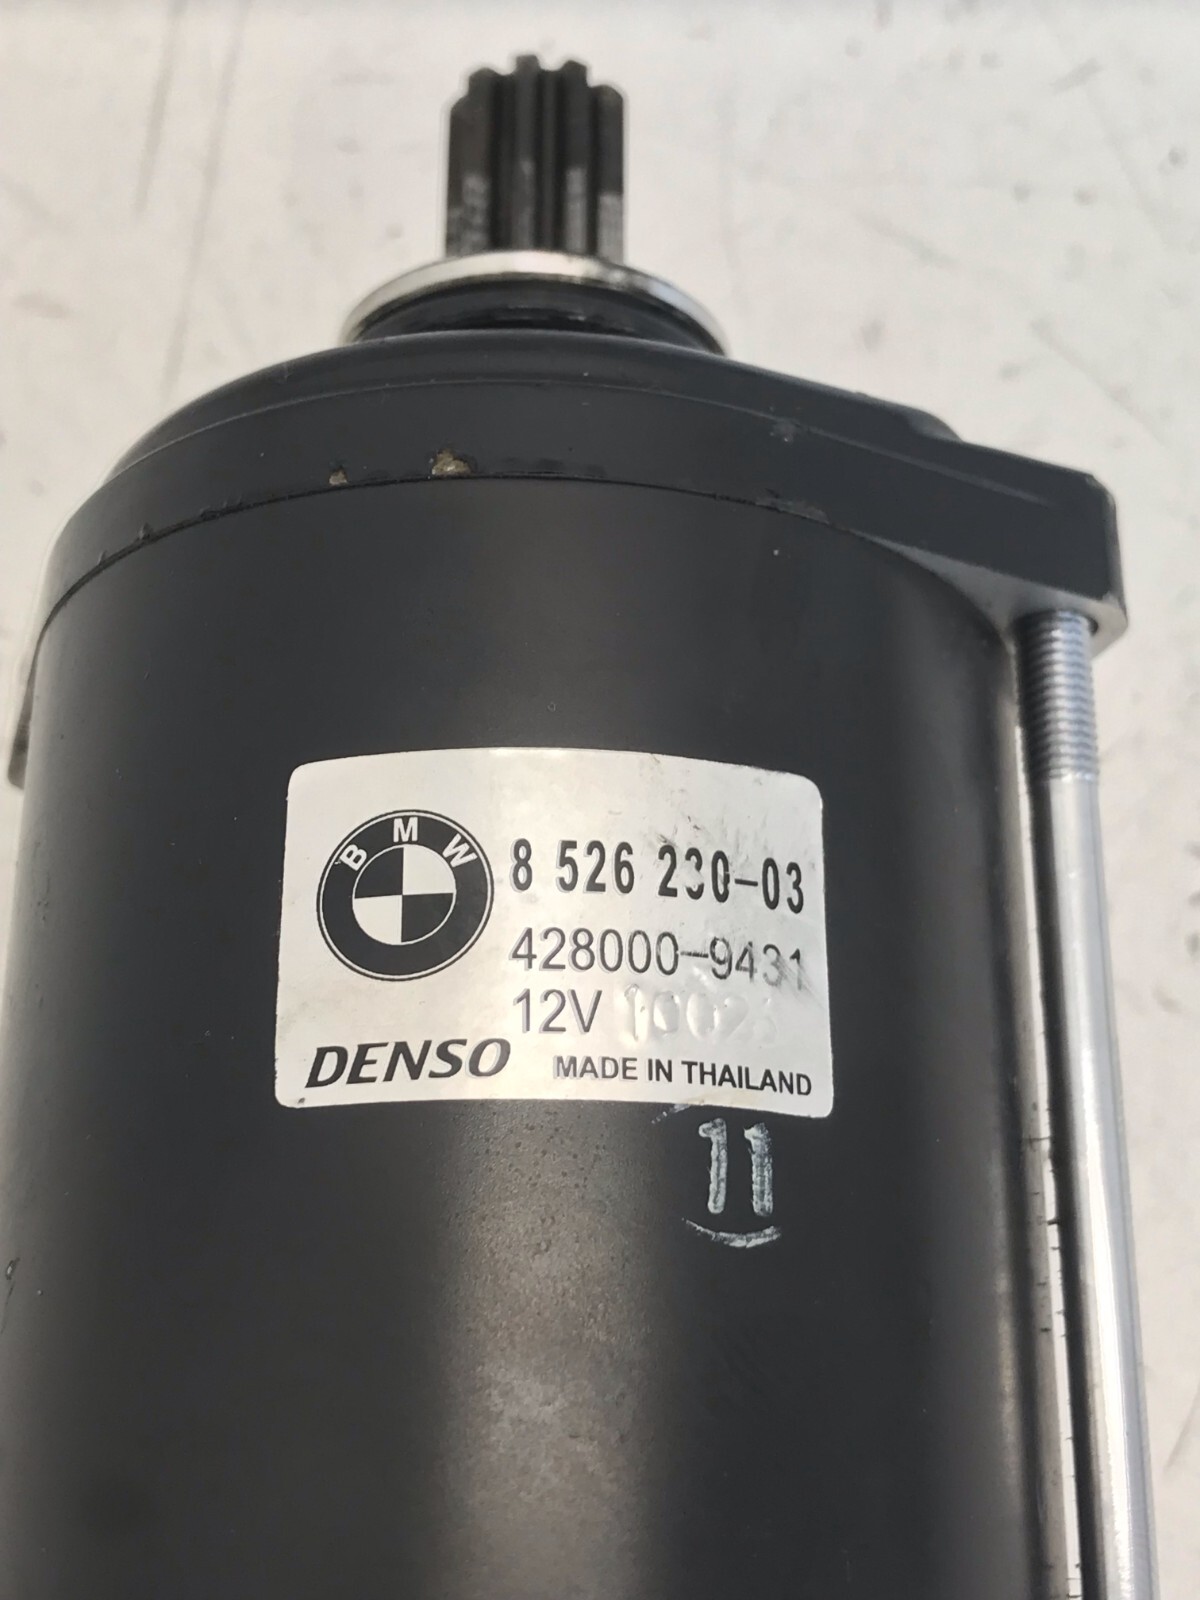 BMW
8 526 230-03
428000-9431
12V
DENSO MADE IN THAILAND
11